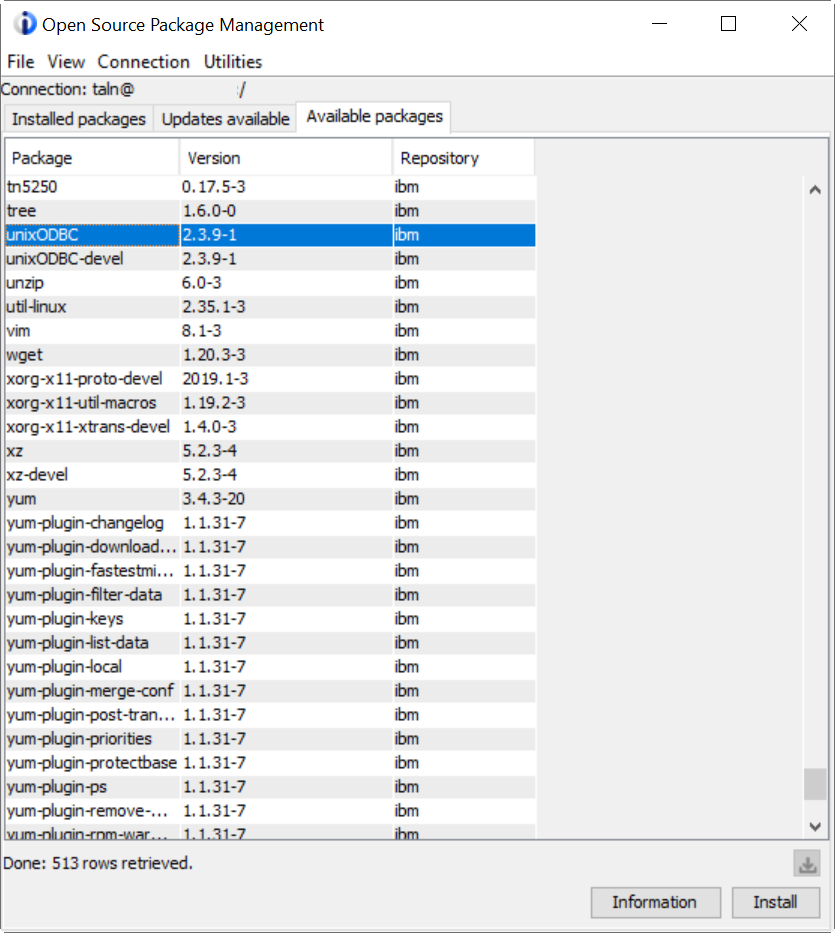 Open Source Package Management
File View Connection Utilities
Connection: taln@ :/
Installed packages Updates available Available packages
Package Version Repository
tn5250 0.17.5-3 ibm
tree 1.6.0-0 ibm
unixODBC 2.3.9-1 ibm
unixODBC-devel 2.3.9-1 ibm
unzip 6.0-3 ibm
util-linux 2.35.1-3 ibm
vim 8.1-3 ibm
wget 1.20.3-3 ibm
xorg-x11-proto-devel 2019.1-3 ibm
xorg-x11-util-macros 1.19.2-3 ibm
xorg-x11-xtrans-devel 1.4.0-3 ibm
xz 5.2.3-4 ibm
xz-devel 5.2.3-4 ibm
yum 3.4.3-20 ibm
yum-plugin-changelog 1.1.31-7 ibm
yum-plugin-download... 1.1.31-7 ibm
yum-plugin-fastestmi... 1.1.31-7 ibm
yum-plugin-filter-data 1.1.31-7 ibm
yum-plugin-keys 1.1.31-7 ibm
yum-plugin-list-data 1.1.31-7 ibm
yum-plugin-local 1.1.31-7 ibm
yum-plugin-merge-conf 1.1.31-7 ibm
yum-plugin-post-tran... 1.1.31-7 ibm
yum-plugin-priorities 1.1.31-7 ibm
yum-plugin-protectbase 1.1.31-7 ibm
yum-plugin-ps 1.1.31-7 ibm
yum-plugin-remove-... 1.1.31-7 ibm
yum-plugin-rpm-war... 1.1.31-7 ibm
Done: 513 rows retrieved.
Information Install